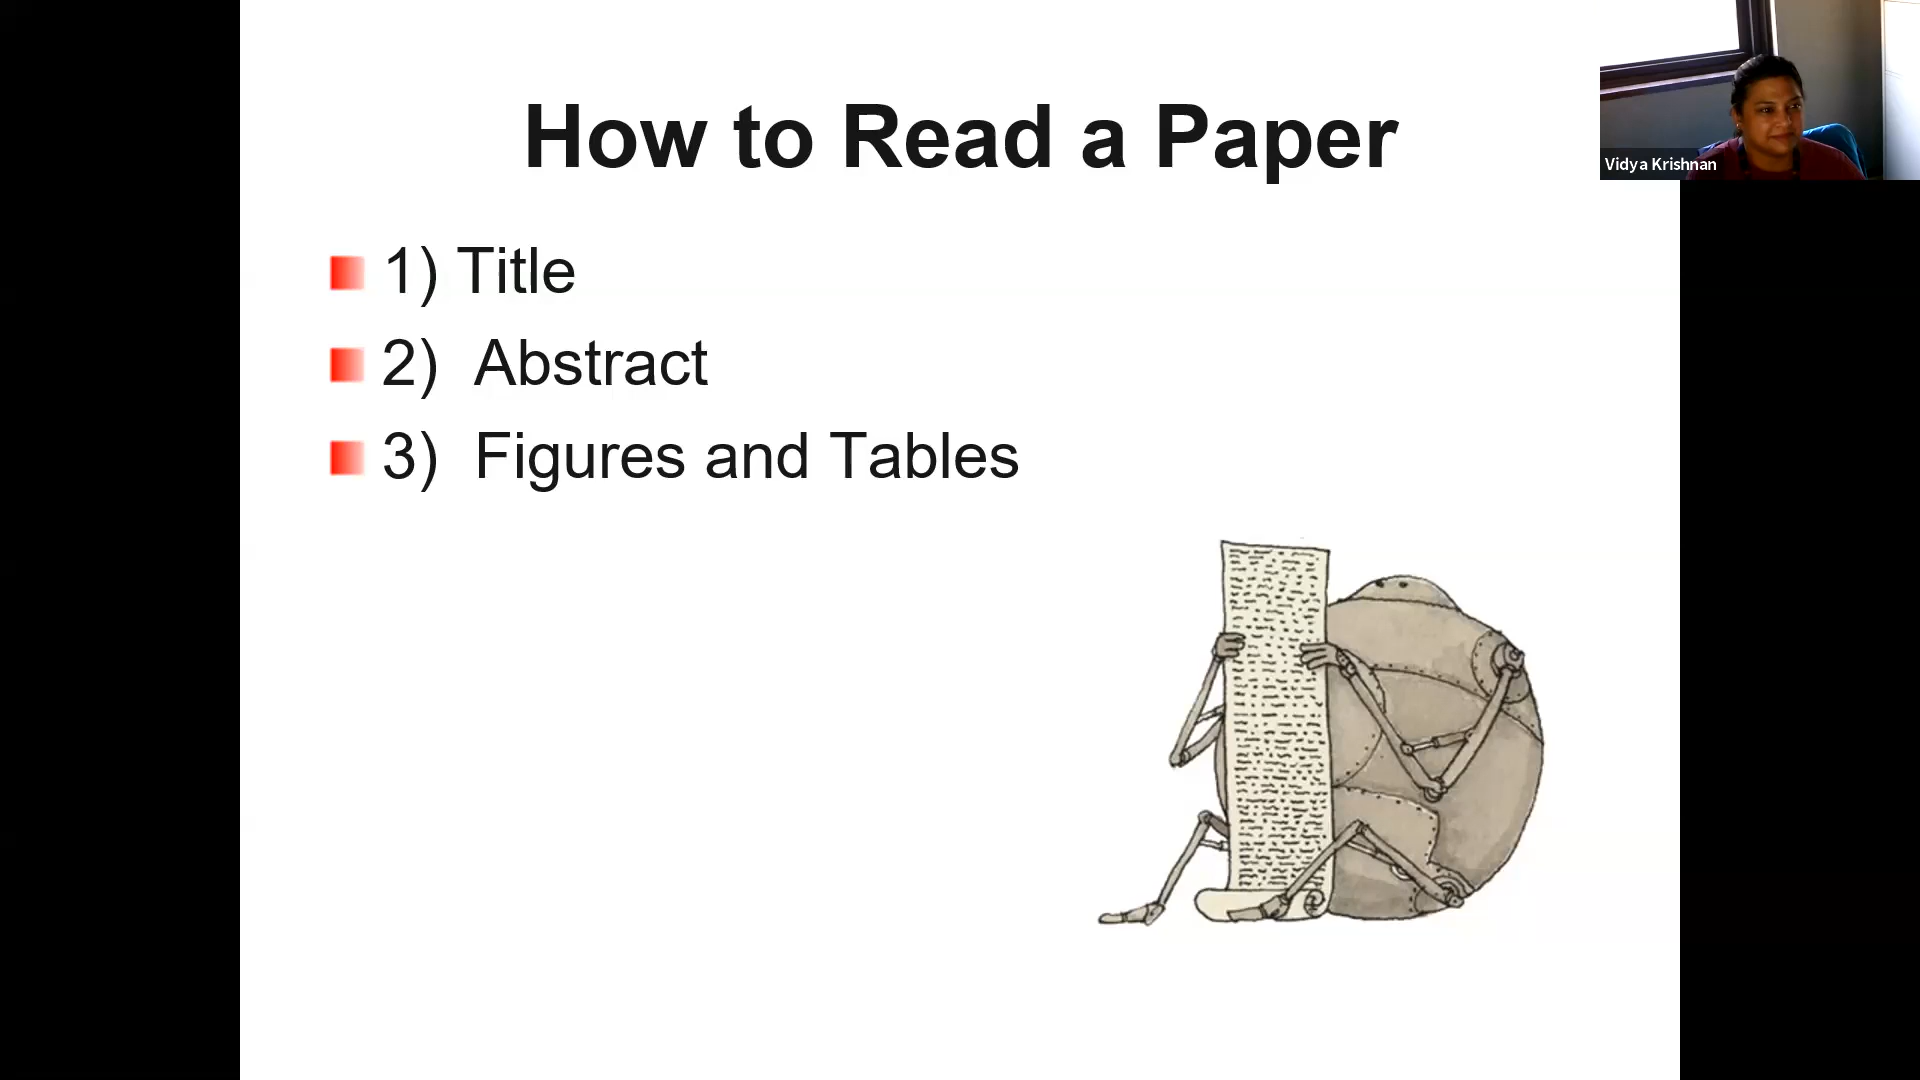 How to Read a Paper
1) Title
2) Abstract
3) Figures and Tables
Vidya Krishnan